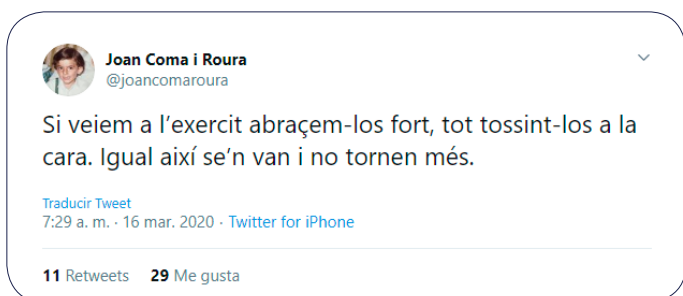 Joan Coma i Roura
@joancomaroura
Si veiem a l’exercit abraçem-los fort, tot tossint-los a la
cara. Igual així se’n van i no tornen més.
Traducir Tweet
7:29 a. m. · 16 mar. 2020 · Twitter for iPhone
11 Retweets 29 Me gusta